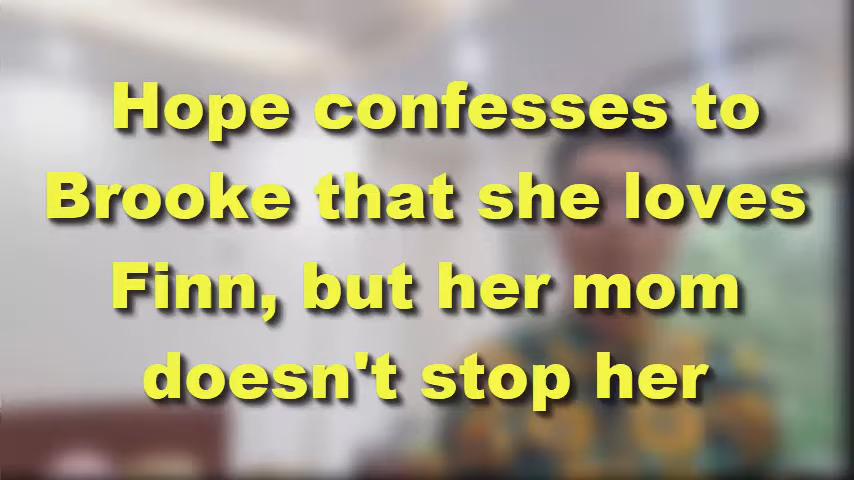 Hope confesses to
Brooke that she loves
Finn, but her mom
doesn't stop her